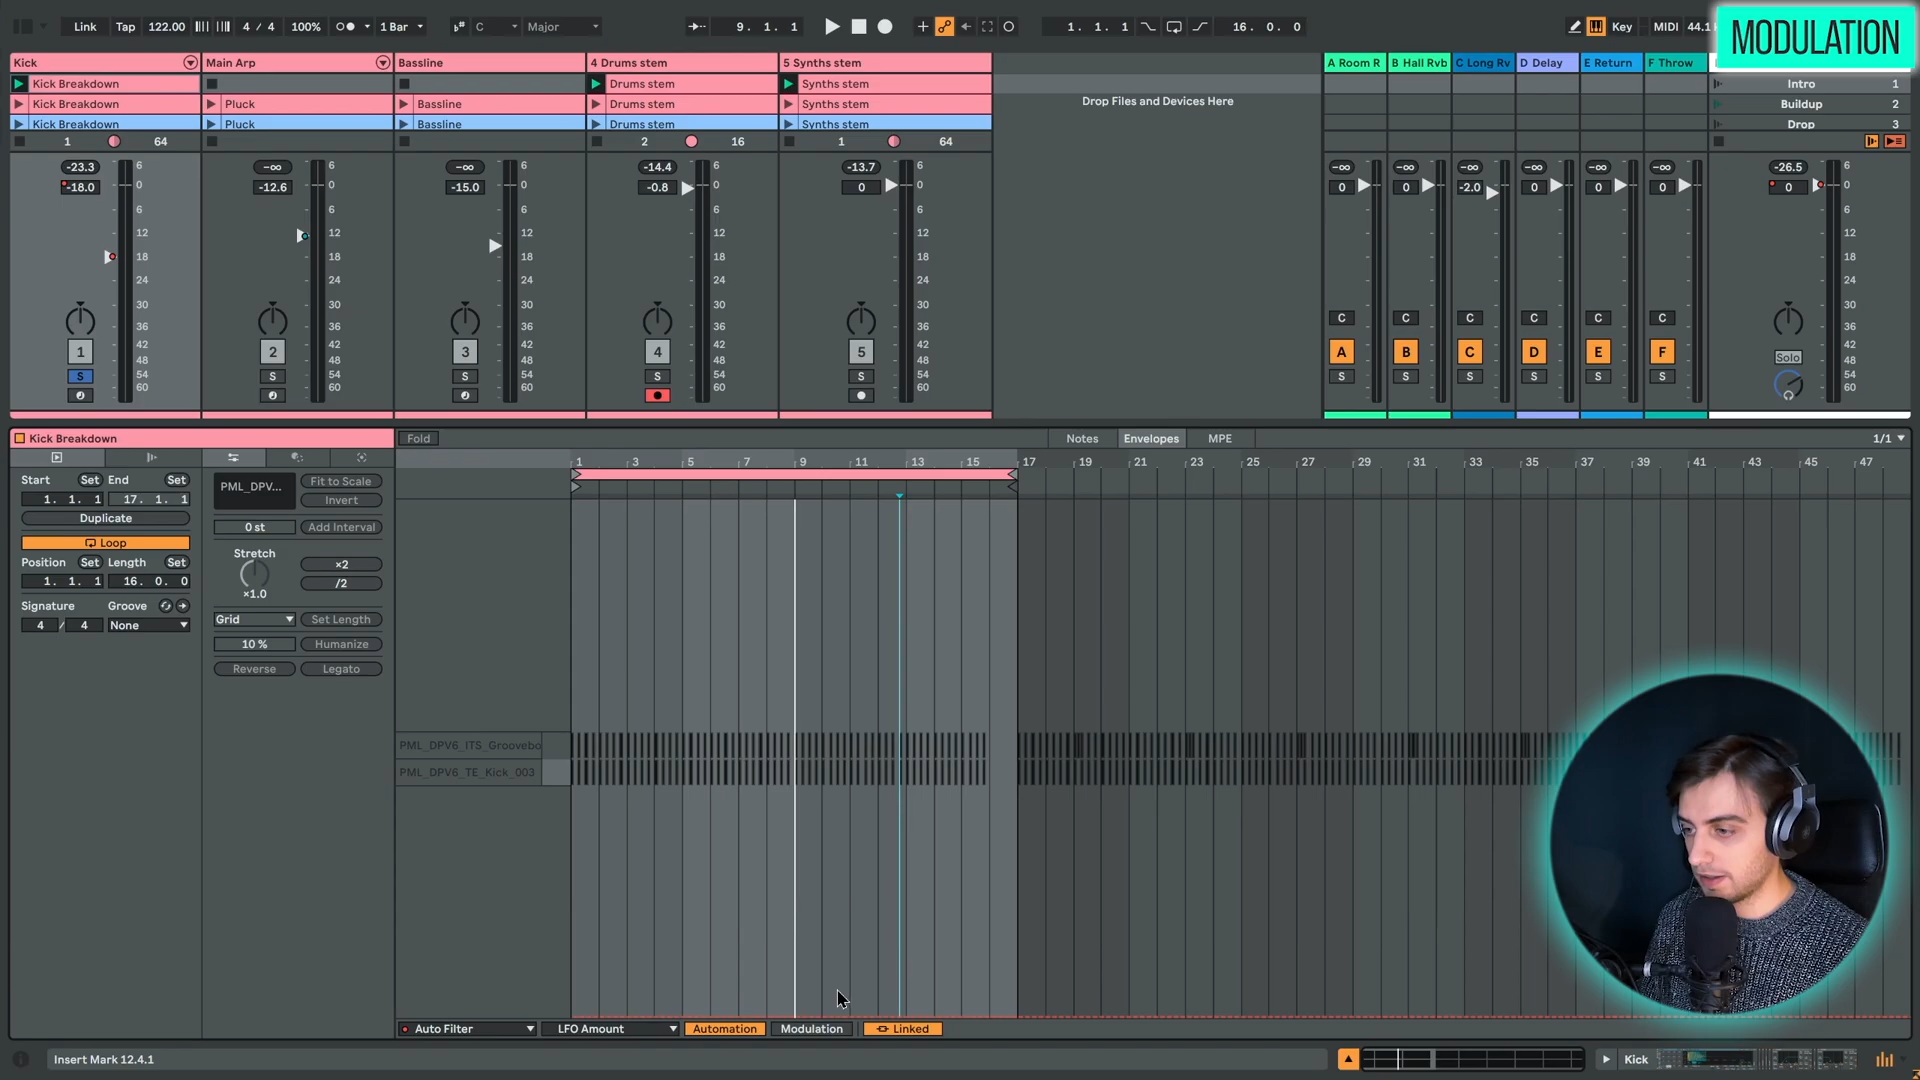 Link Tap 122.00 4 / 4 100% 1 Bar C Major 9. 1. 1 1. 1. 1 16. 0. 0 Key MIDI 44.1
MODULATION
Kick Main Arp Bassline 4 Drums stem 5 Synths stem A Room R B Hall Rvb C Long Rv D Delay E Return F Throw
Kick Breakdown Drums stem Synths stem Intro 1
Kick Breakdown Pluck Bassline Drums stem Synths stem Drop Files and Devices Here Buildup 2
Kick Breakdown Pluck Bassline Drums stem Synths stem Drop 3
1 64 2 16 1 64
-23.3 6 -∞ 6 -∞ 6 -14.4 6 -13.7 6 -∞ -∞ -∞ -∞ -∞ -∞ -26.5 6
-18.0 0 -12.6 0 -15.0 0 -0.8 0 0 0 0 0 -2.0 0 0 0 0 0
6 6 6 6 6 6
12 12 12 12 12 12
18 18 18 18 18 18
24 24 24 24 24 24
30 30 30 30 30 30
36 36 36 36 36 C C C C C C 36
1 42 2 42 3 42 4 42 5 42 A B C D E F 42
48 48 48 48 48 Solo 48
S 54 S 54 S 54 S 54 S 54 S S S S S S 54
60 60 60 60 60 60
Kick Breakdown Fold Notes Envelopes MPE 1/1
1 3 5 7 9 11 13 15 17 19 21 23 25 27 29 31 33 35 37 39 41 43 45 47
Start Set End Set PML_DPV... Fit to Scale
1. 1. 1 17. 1. 1 Invert
Duplicate 0 st Add Interval
Loop Stretch
Position Set Length Set ×2
1. 1. 1 16. 0. 0 ×1.0 /2
Signature Groove Grid Set Length
4 / 4 None 10 % Humanize
Reverse Legato
PML_DPV6_ITS_Groovebo
PML_DPV6_TE_Kick_003
Auto Filter LFO Amount Automation Modulation Linked
Insert Mark 12.4.1 Kick